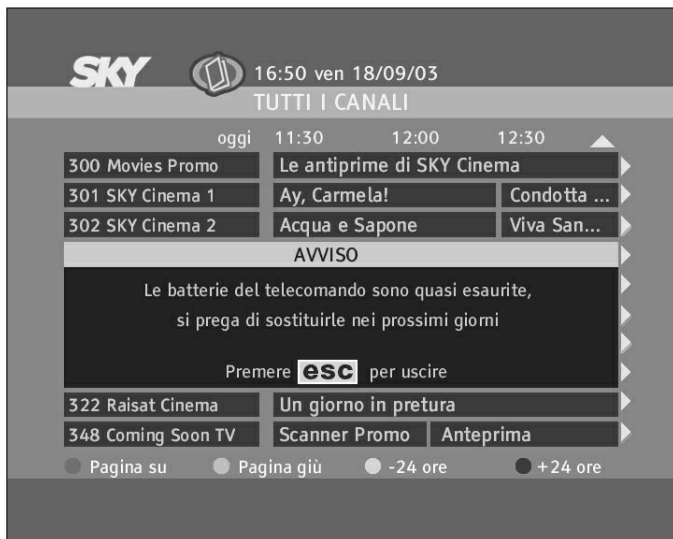 SKY 16:50 ven 18/09/03
TUTTI I CANALI
oggi 11:30 12:00 12:30
300 Movies Promo Le antiprime di SKY Cinema
301 SKY Cinema 1 Ay, Carmela! Condotta ...
302 SKY Cinema 2 Acqua e Sapone Viva San...
AVVISO
Le batterie del telecomando sono quasi esaurite,
si prega di sostituirle nei prossimi giorni
Premere esc per uscire
322 Raisat Cinema Un giorno in pretura
348 Coming Soon TV Scanner Promo Anteprima
Pagina su Pagina giù -24 ore +24 ore